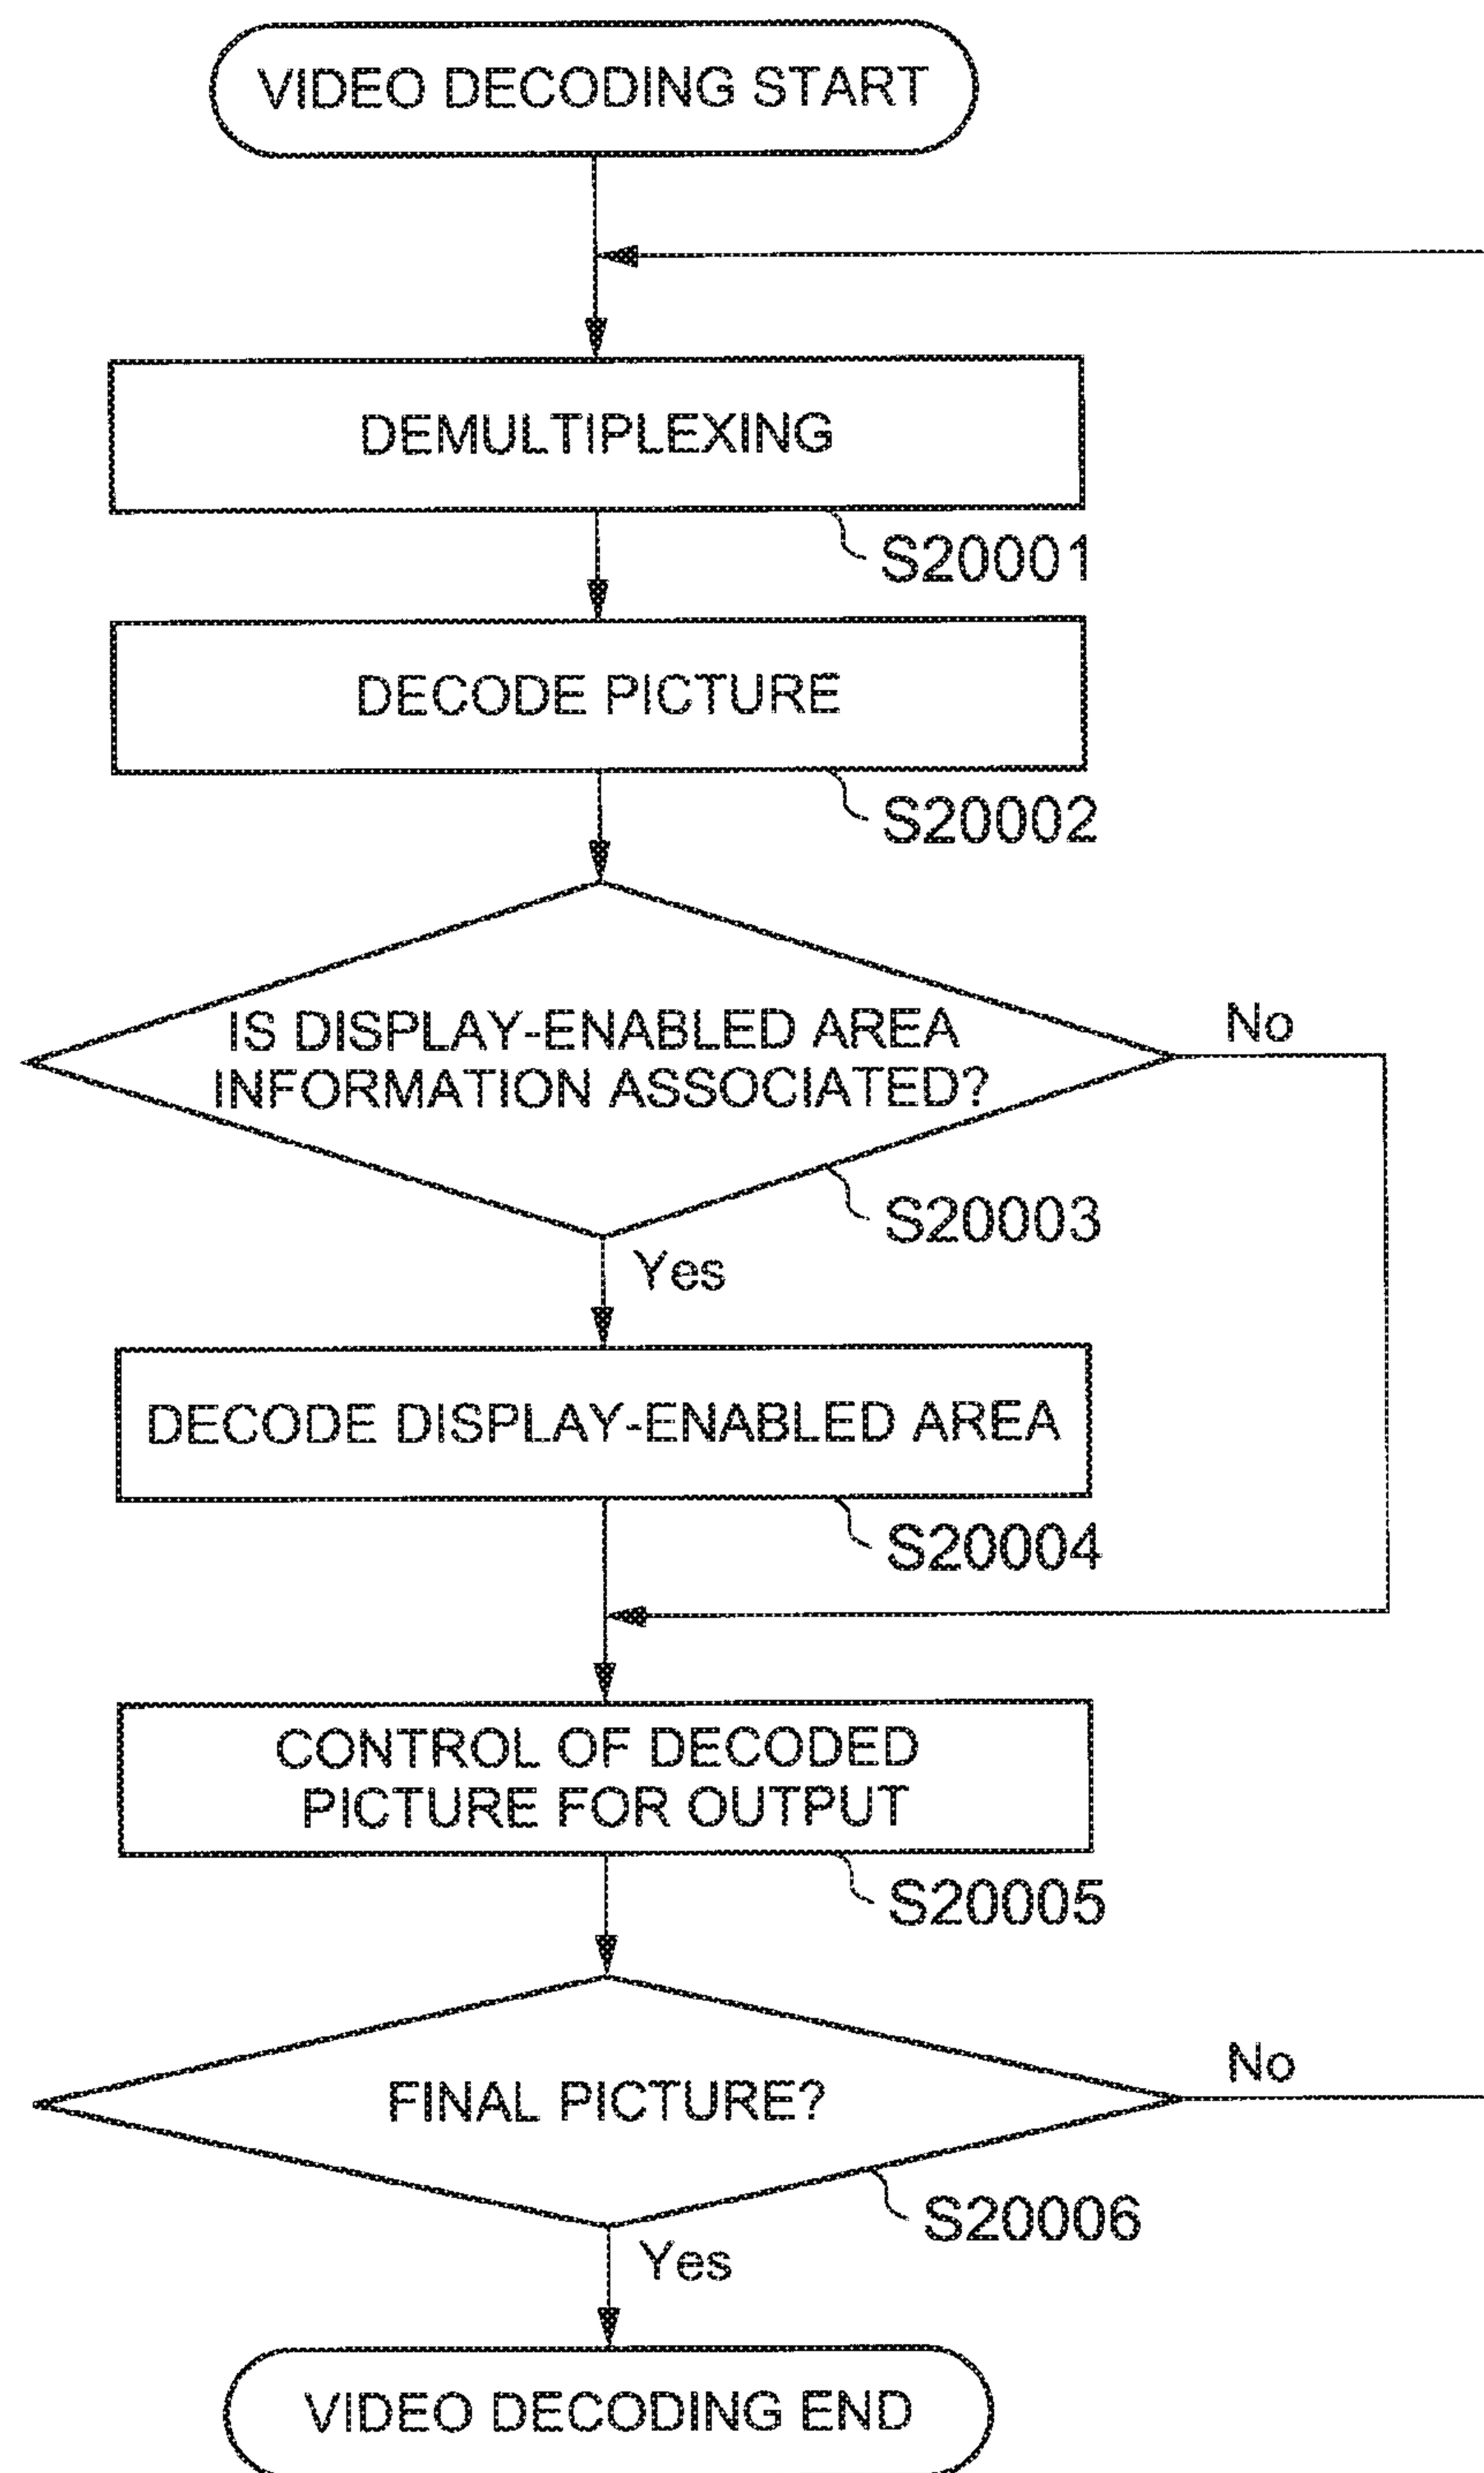 VIDEO DECODING START
DEMULTIPLEXING
S20001
DECODE PICTURE
S20002
IS DISPLAY-ENABLED AREA
INFORMATION ASSOCIATED?
No
S20003
Yes
DECODE DISPLAY-ENABLED AREA
S20004
CONTROL OF DECODED
PICTURE FOR OUTPUT
S20005
FINAL PICTURE?
No
S20006
Yes
VIDEO DECODING END